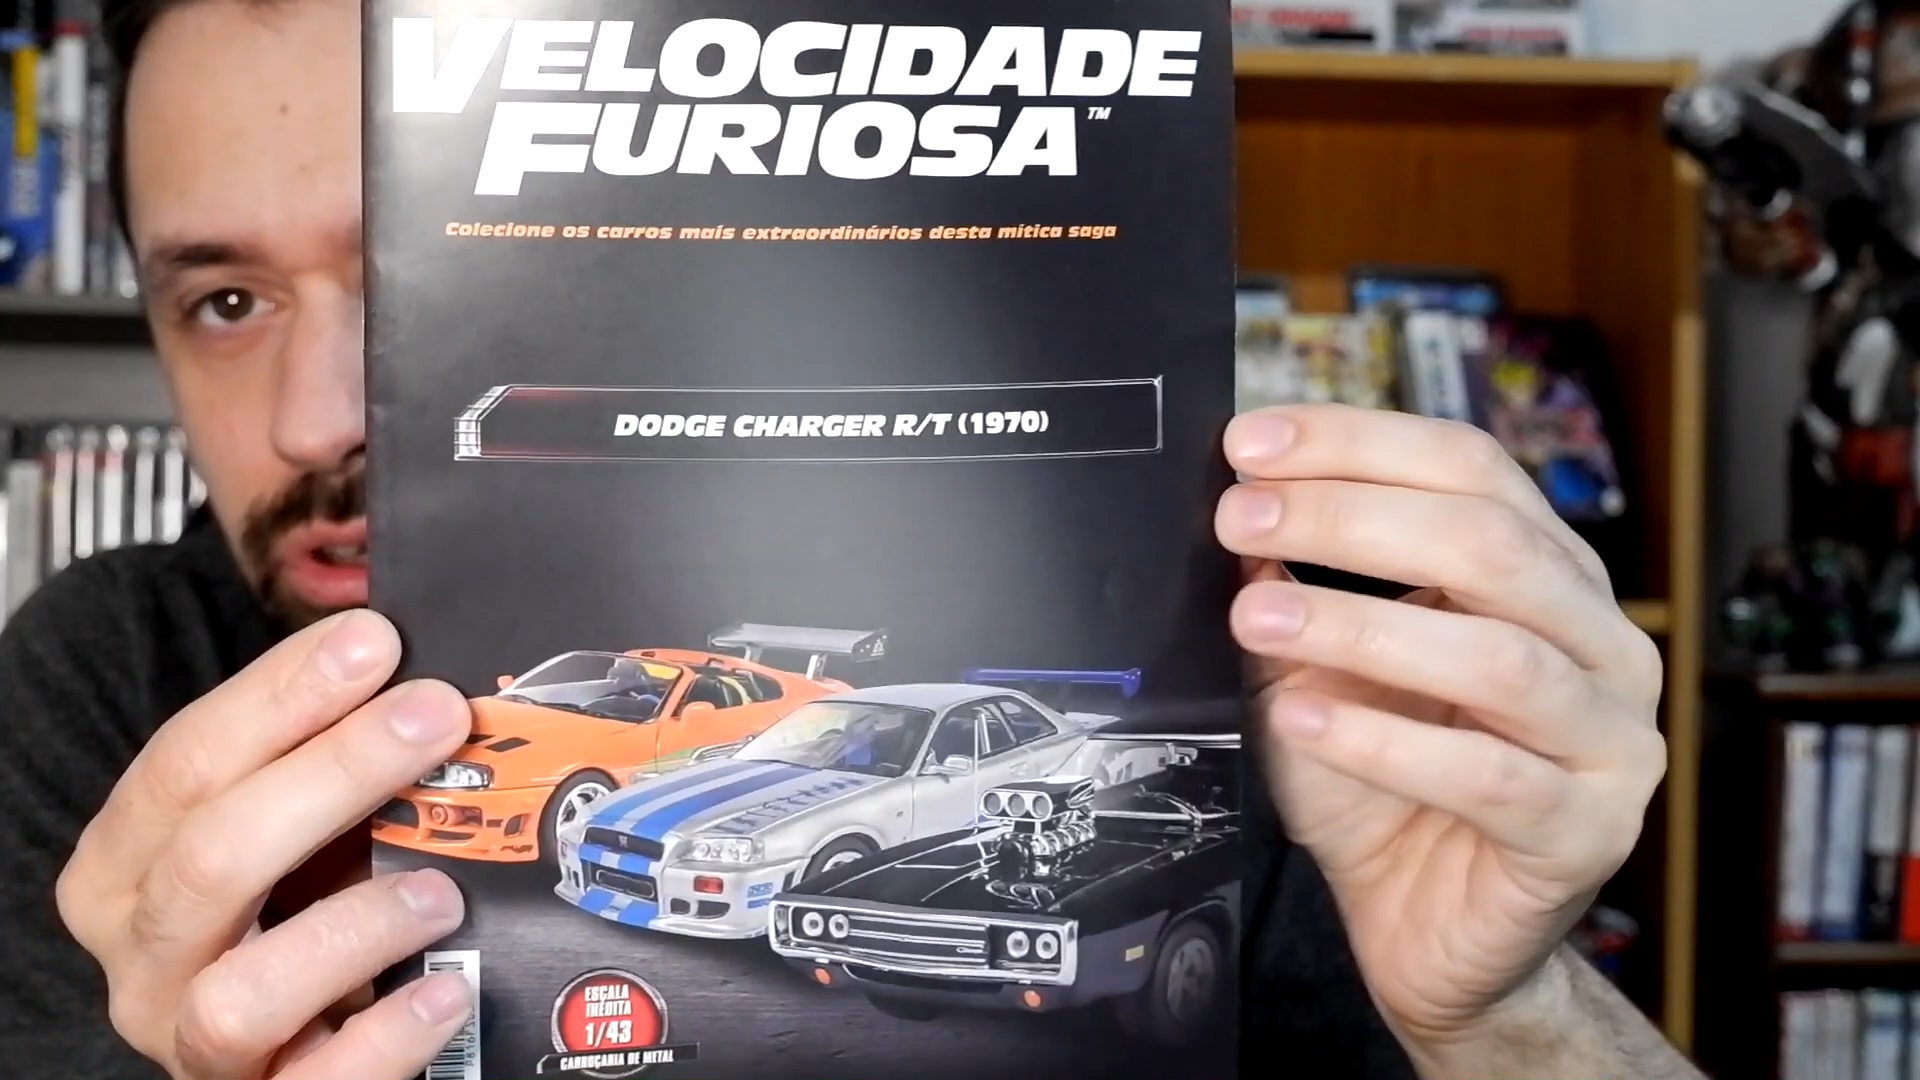 VELOCIDADE
FURIOSA™
Colecione os carros mais extraordinários desta mítica saga
DODGE CHARGER R/T (1970)
ESCALA
INÉDITA
1/43
CARROÇARIA DE METAL